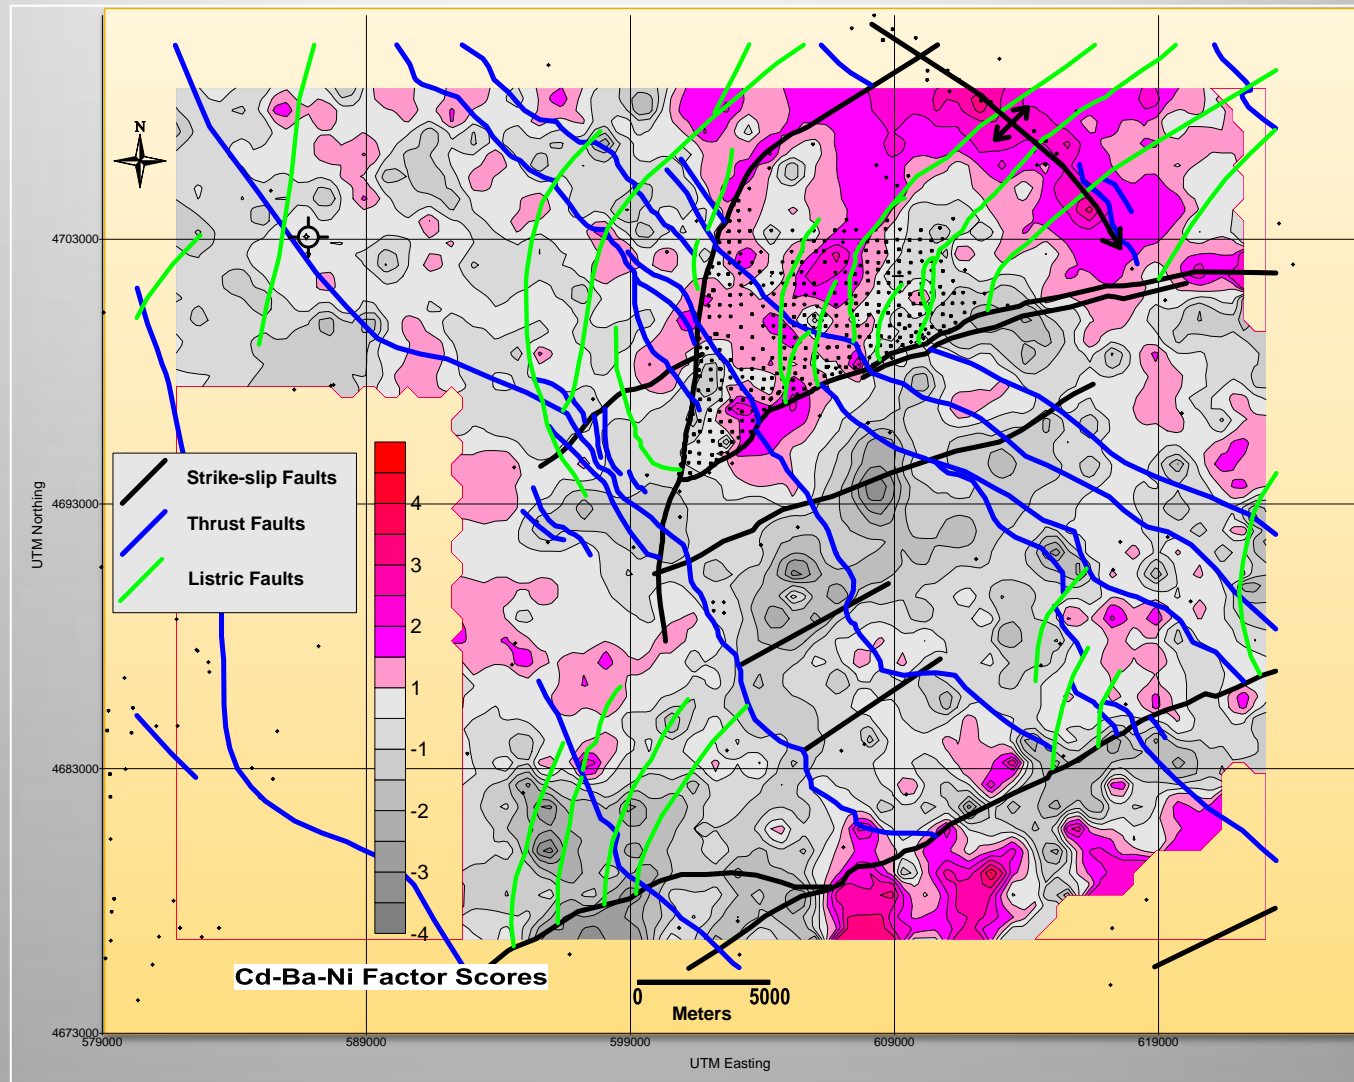 N
4703000
4693000
4683000
4673000
UTM Northing
Strike-slip Faults
Thrust Faults
Listric Faults
4
3
2
1
-1
-2
-3
-4
Cd-Ba-Ni Factor Scores
0 5000
Meters
579000 589000 599000 609000 619000
UTM Easting